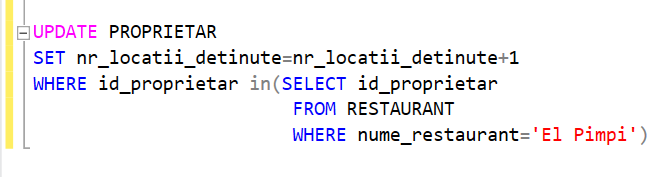 UPDATE PROPRIETAR
SET nr_locatii_detinute=nr_locatii_detinute+1
WHERE id_proprietar in(SELECT id_proprietar
FROM RESTAURANT
WHERE nume_restaurant='El Pimpi')